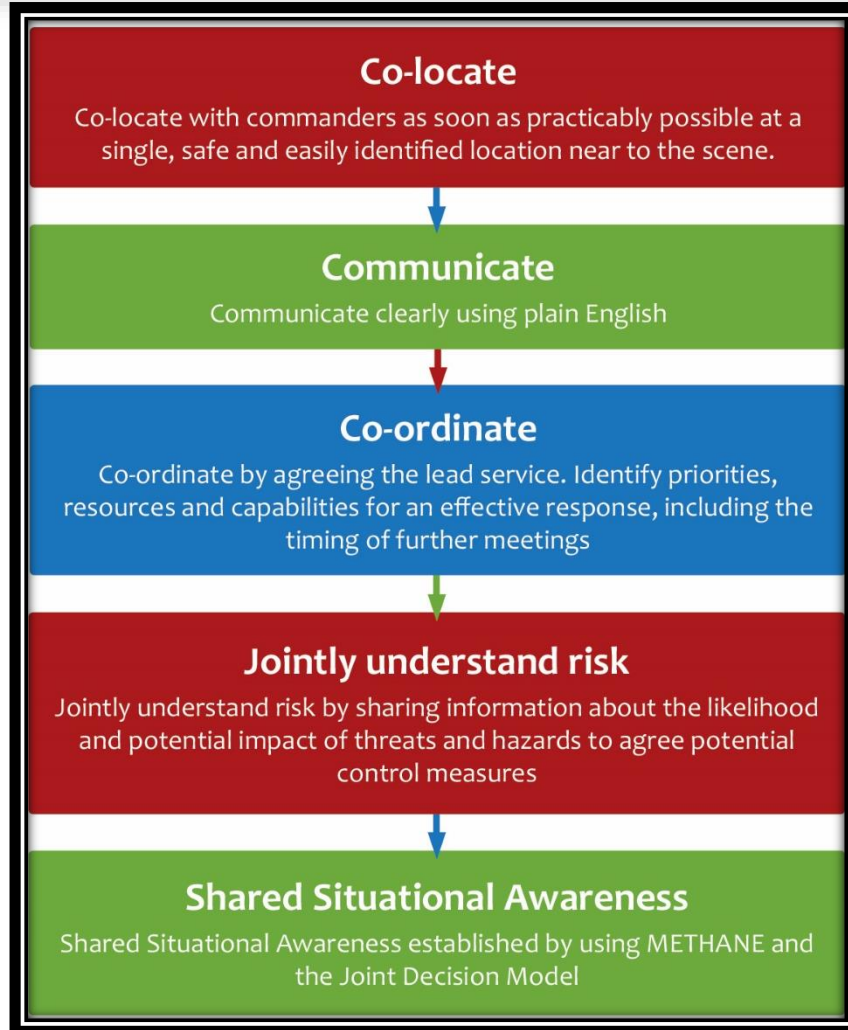 Co-locate
Co-locate with commanders as soon as practicably possible at a
single, safe and easily identified location near to the scene.
Communicate
Communicate clearly using plain English
Co-ordinate
Co-ordinate by agreeing the lead service. Identify priorities,
resources and capabilities for an effective response, including the
timing of further meetings
Jointly understand risk
Jointly understand risk by sharing information about the likelihood
and potential impact of threats and hazards to agree potential
control measures
Shared Situational Awareness
Shared Situational Awareness established by using METHANE and
the Joint Decision Model